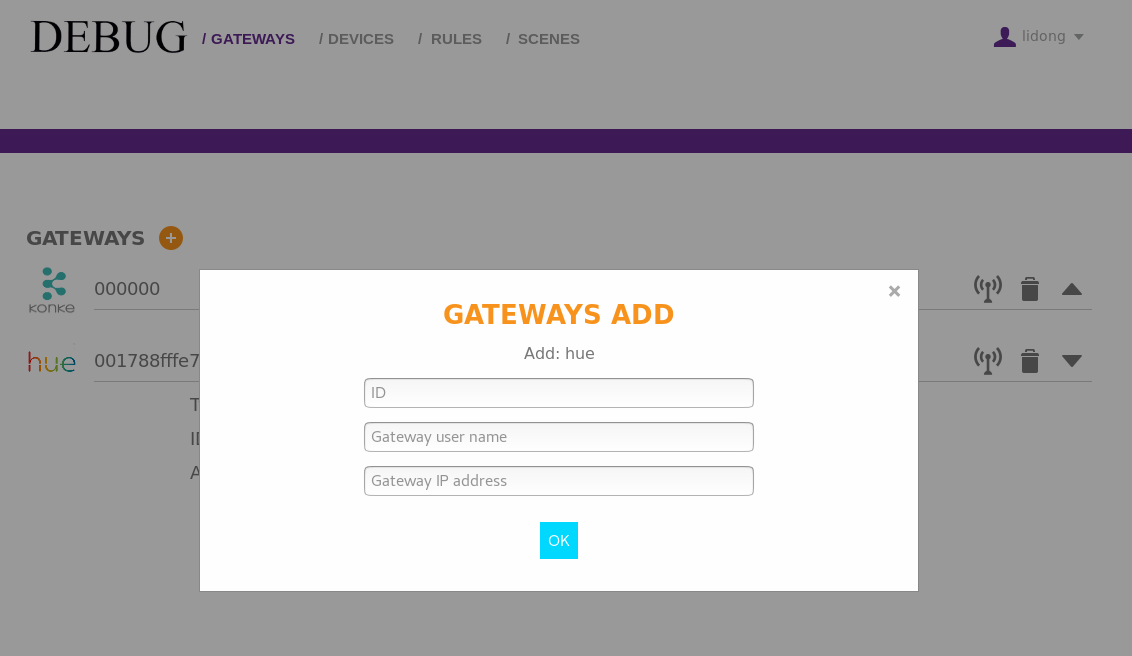 DEBUG / GATEWAYS / DEVICES / RULES / SCENES lidong
GATEWAYS
KONKE 000000
GATEWAYS ADD
Add: hue
hue 001788fffe7
ID
Gateway user name
Gateway IP address
OK